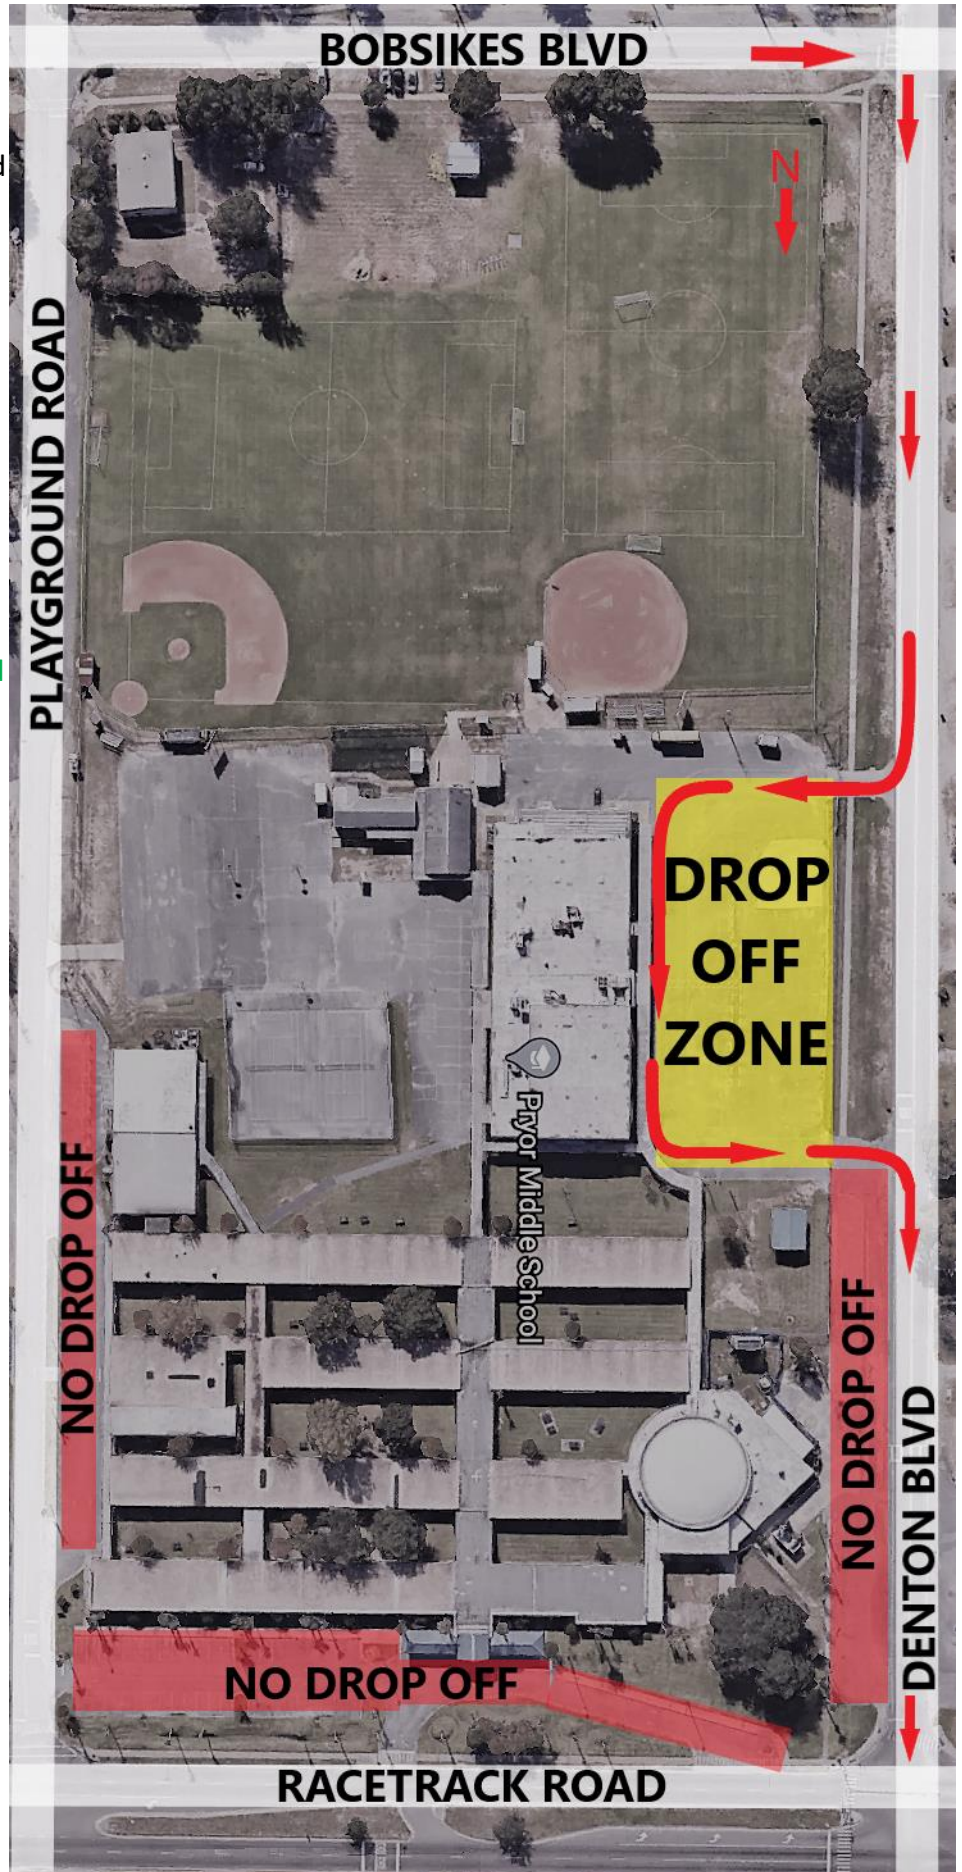 BOBSIKES BLVD
N
PLAYGROUND ROAD
DROP
OFF
ZONE
Pryor Middle School
NO DROP OFF
NO DROP OFF
DENTON BLVD
NO DROP OFF
RACETRACK ROAD